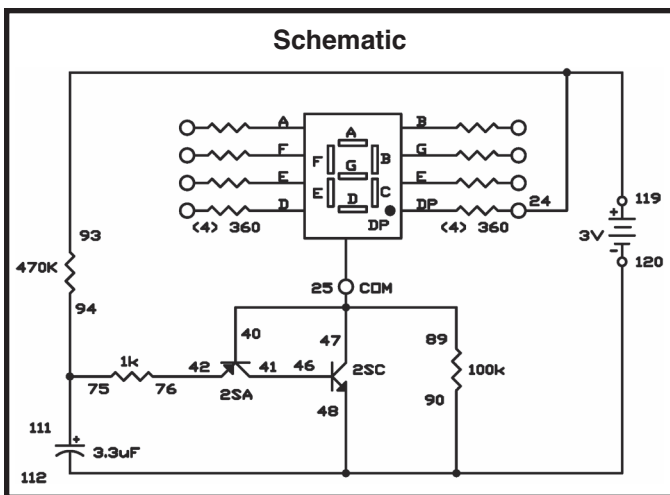 Schematic
A B
A
F G
F B
G
E E
E C
D
D DP 24
DP
(4) 360 (4) 360
119
3V
+
-
120
93
470K
94
25 COM
40 47 89
1k 42 41 46 2SC 100k
75 76 2SA 48 90
111
+
3.3uF
112